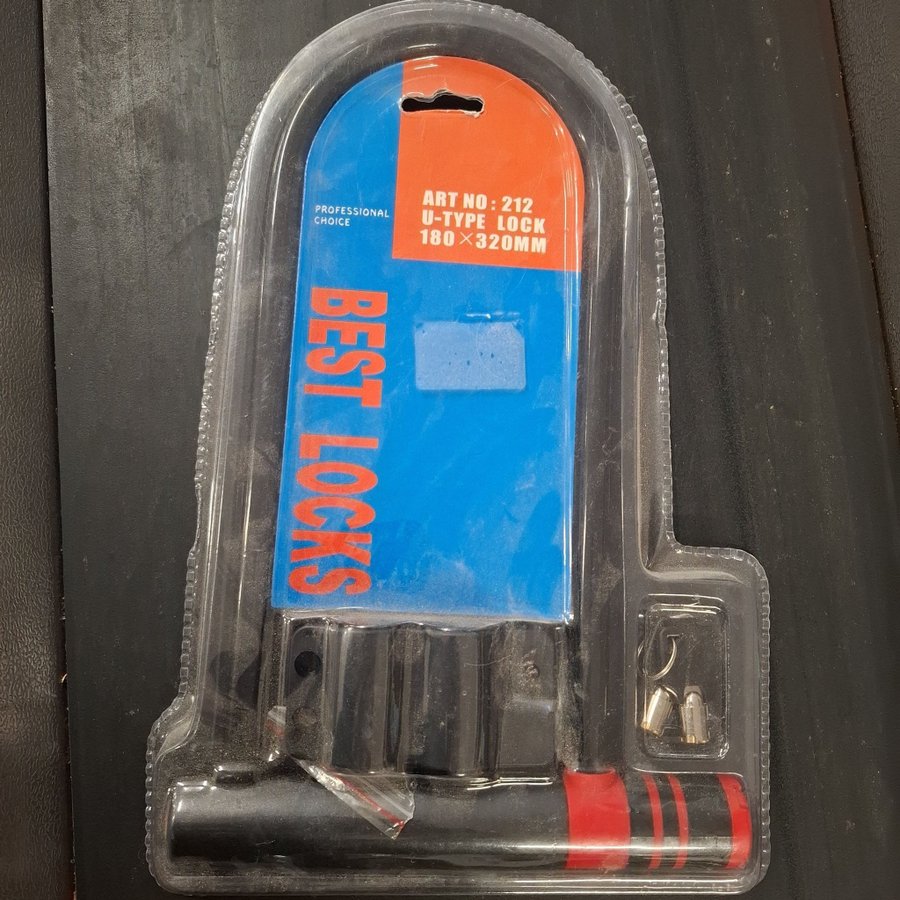 ART NO: 212
U-TYPE LOCK
180×320MM
PROFESSIONAL
CHOICE
BEST LOCKS